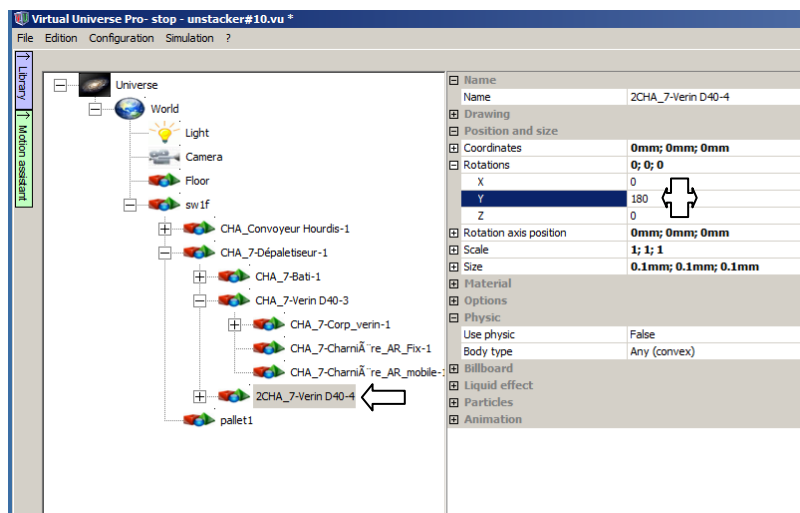 Virtual Universe Pro- stop - unstacker#10.vu *
File Edition Configuration Simulation ?
Library
Motion assistant
Universe
World
Light
Camera
Floor
sw1f
CHA_Convoyeur Hourdis-1
CHA_7-Dépaletiseur-1
CHA_7-Bati-1
CHA_7-Verin D40-3
CHA_7-Corp_verin-1
CHA_7-CharniÃ¨re_AR_Fix-1
CHA_7-CharniÃ¨re_AR_mobile-1
2CHA_7-Verin D40-4
pallet1
Name
Name 2CHA_7-Verin D40-4
Drawing
Position and size
Coordinates 0mm; 0mm; 0mm
Rotations 0; 0; 0
X 0
Y 180
Z 0
Rotation axis position 0mm; 0mm; 0mm
Scale 1; 1; 1
Size 0.1mm; 0.1mm; 0.1mm
Material
Options
Physic
Use physic False
Body type Any (convex)
Billboard
Liquid effect
Particles
Animation